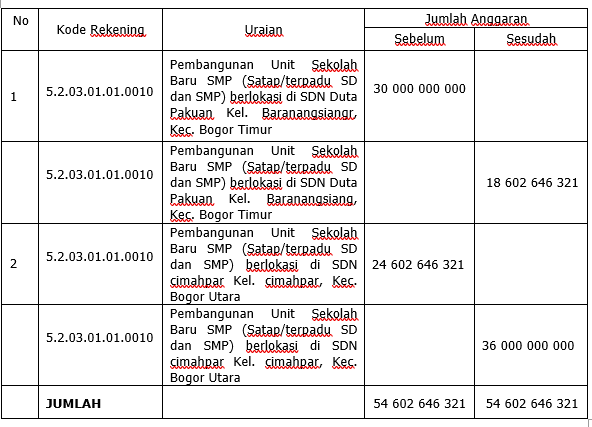 No
Kode Rekening
Uraian
Jumlah Anggaran
Sebelum
Sesudah
1
5.2.03.01.01.0010
Pembangunan Unit Sekolah
Baru SMP (Satap/terpadu SD
dan SMP) berlokasi di SDN Duta
Pakuan Kel. Baranangsiangr,
Kec. Bogor Timur
30 000 000 000
5.2.03.01.01.0010
Pembangunan Unit Sekolah
Baru SMP (Satap/terpadu SD
dan SMP) berlokasi di SDN Duta
Pakuan Kel. Baranangsiang,
Kec. Bogor Timur
18 602 646 321
2
5.2.03.01.01.0010
Pembangunan Unit Sekolah
Baru SMP (Satap/terpadu SD
dan SMP) berlokasi di SDN
cimahpar Kel. cimahpar, Kec.
Bogor Utara
24 602 646 321
5.2.03.01.01.0010
Pembangunan Unit Sekolah
Baru SMP (Satap/terpadu SD
dan SMP) berlokasi di SDN
cimahpar Kel. cimahpar, Kec.
Bogor Utara
36 000 000 000
JUMLAH
54 602 646 321
54 602 646 321